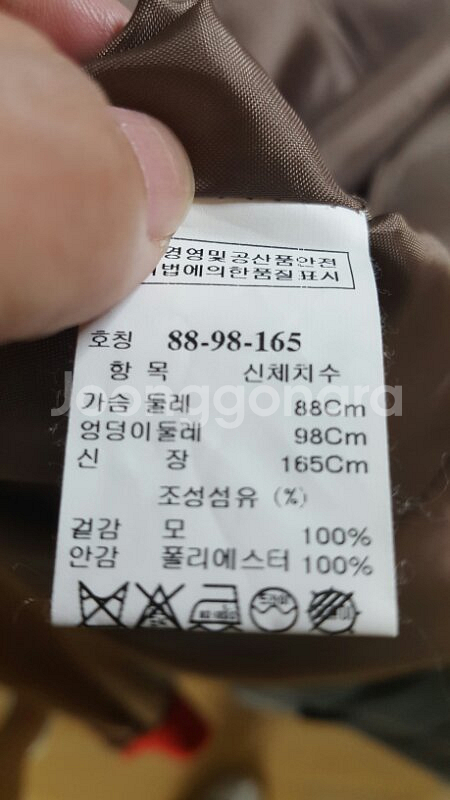 경영및공산품안전
법에의한품질표시
호칭 88-98-165
항 목 신체치수
Joonggonara
가슴 둘레 88Cm
엉덩이둘레 98Cm
신 장 165Cm
조성섬유 (%)
겉감 모 100%
안감 폴리에스터 100%